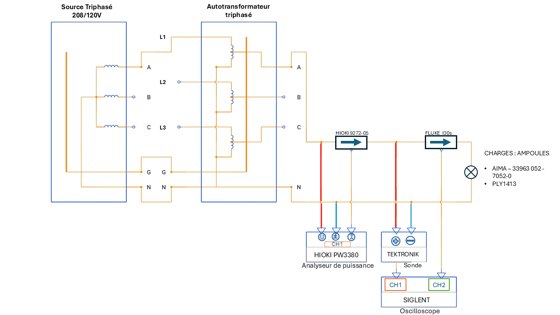 Source Triphasé
208/120V
Autotransformateur
triphasé
L1
A
A
L2
B
B
L3
C
C
G
G
N
N
N
HIOKI 9272-05
FLUKE I30s
CHARGES : AMPOULES
• AIMA – 33963 052 -
7052-0
• PLY1413
U
I
CH1
HIOKI PW3380
Analyseur de puissance
TEKTRONIK
Sonde
CH1
CH2
SIGLENT
Osciloscope